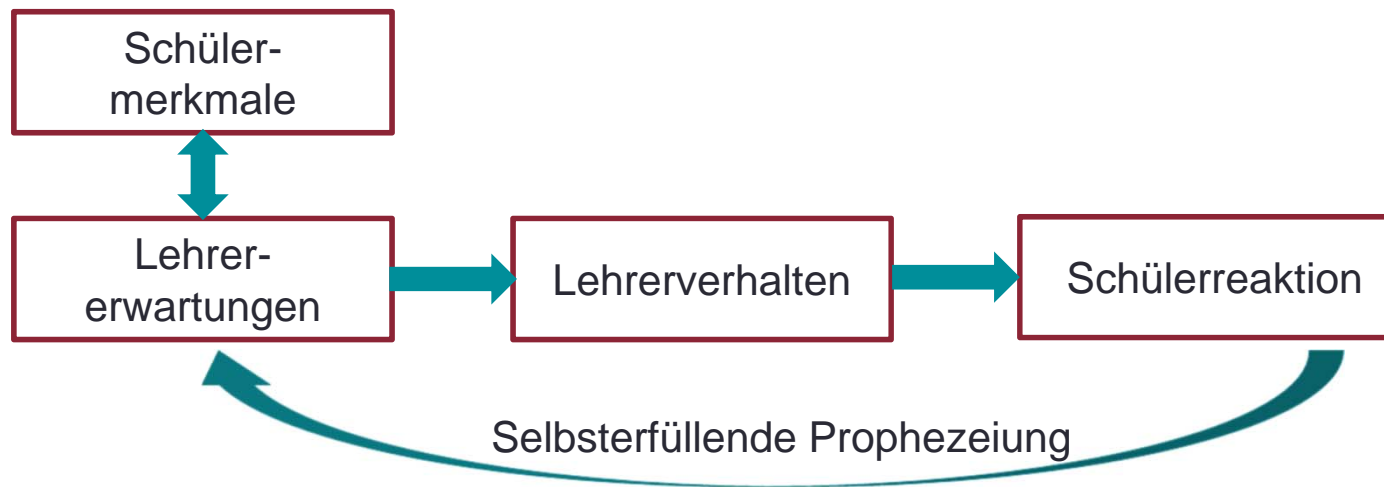 Schüler-
merkmale
Lehrer-
erwartungen
Lehrerverhalten
Schülerreaktion
Selbsterfüllende Prophezeiung